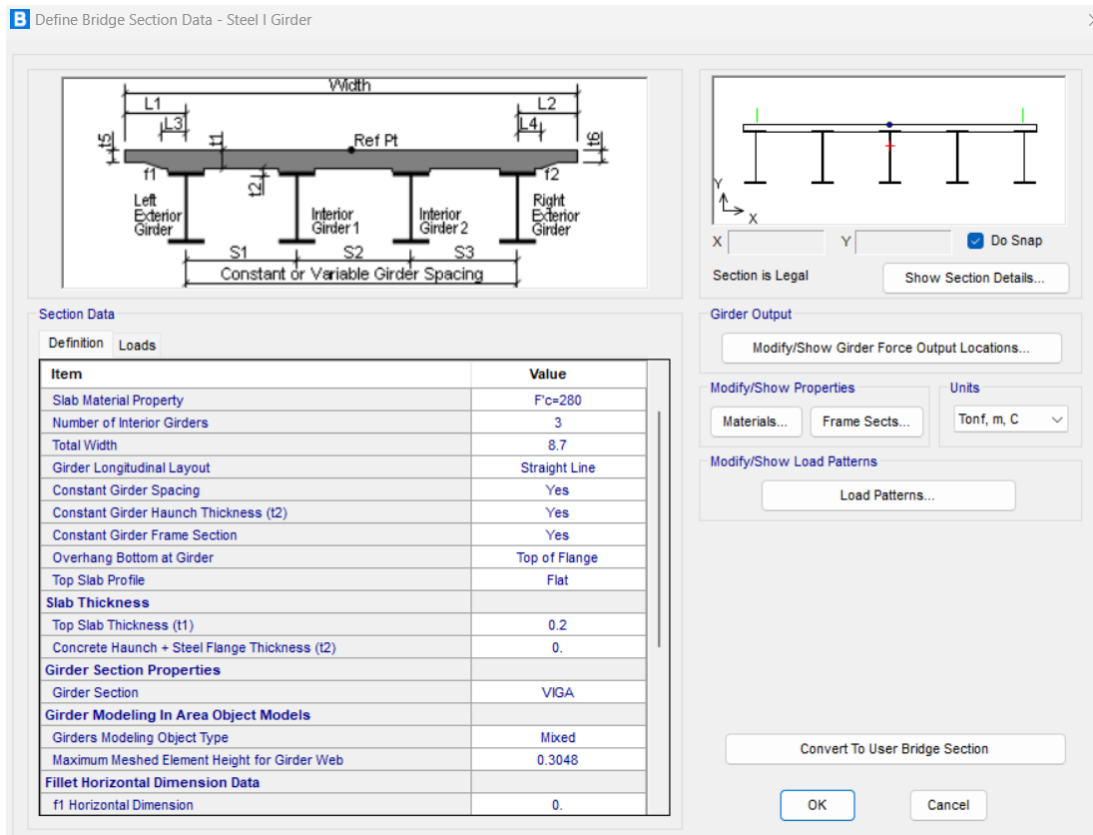 B Define Bridge Section Data - Steel I Girder
Width
L1 L2
L3 L4
t5 t1 Ref Pt t6
f1 t2 f2
Left Exterior Girder
Interior Girder 1
Interior Girder 2
Right Exterior Girder
S1 S2 S3
Constant or Variable Girder Spacing
Y
X
X Y Do Snap
Section is Legal Show Section Details...
Section Data
Definition Loads
Item Value
Slab Material Property F'c=280
Number of Interior Girders 3
Total Width 8.7
Girder Longitudinal Layout Straight Line
Constant Girder Spacing Yes
Constant Girder Haunch Thickness (t2) Yes
Constant Girder Frame Section Yes
Overhang Bottom at Girder Top of Flange
Top Slab Profile Flat
Slab Thickness
Top Slab Thickness (t1) 0.2
Concrete Haunch + Steel Flange Thickness (t2) 0.
Girder Section Properties
Girder Section VIGA
Girder Modeling In Area Object Models
Girders Modeling Object Type Mixed
Maximum Meshed Element Height for Girder Web 0.3048
Fillet Horizontal Dimension Data
f1 Horizontal Dimension 0.
Girder Output
Modify/Show Girder Force Output Locations...
Modify/Show Properties
Materials... Frame Sects...
Units
Tonf, m, C
Modify/Show Load Patterns
Load Patterns...
Convert To User Bridge Section
OK Cancel